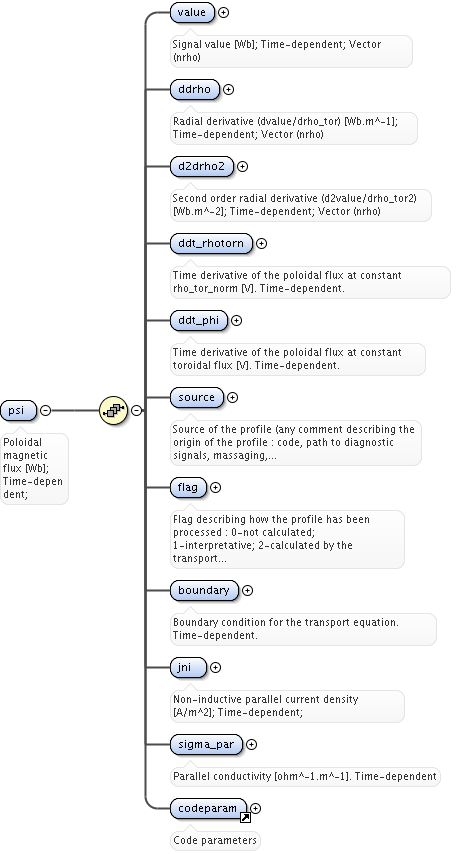 value
Signal value [Wb]; Time-dependent; Vector
(nrho)
ddrho
Radial derivative (dvalue/drho_tor) [Wb.m^-1];
Time-dependent; Vector (nrho)
d2drho2
Second order radial derivative (d2value/drho_tor2)
[Wb.m^-2]; Time-dependent; Vector (nrho)
ddt_rhotorn
Time derivative of the poloidal flux at constant
rho_tor_norm [V]. Time-dependent.
ddt_phi
Time derivative of the poloidal flux at constant
toroidal flux [V]. Time-dependent.
psi
Poloidal
magnetic
flux [Wb];
Time-depen
dent;
source
Source of the profile (any comment describing the
origin of the profile : code, path to diagnostic
signals, massaging,...
flag
Flag describing how the profile has been
processed : 0-not calculated;
1-interpretative; 2-calculated by the
transport...
boundary
Boundary condition for the transport equation.
Time-dependent.
jni
Non-inductive parallel current density
[A/m^2]; Time-dependent;
sigma_par
Parallel conductivity [ohm^-1.m^-1]. Time-dependent
codeparam
Code parameters